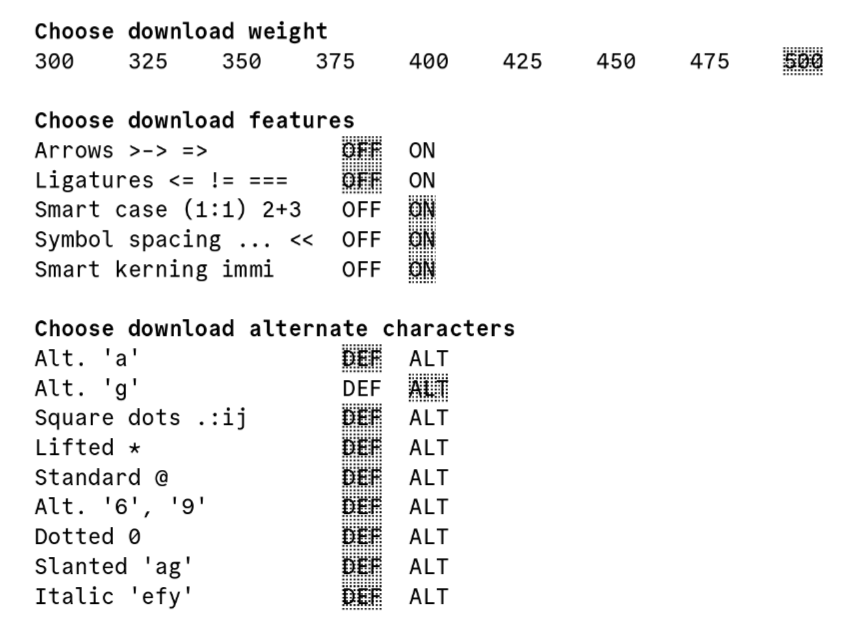 Choose download weight
300 325 350 375 400 425 450 475 500
Choose download features
Arrows >-> => OFF ON
Ligatures <= != === OFF ON
Smart case (1:1) 2+3 OFF ON
Symbol spacing ... << OFF ON
Smart kerning immi OFF ON
Choose download alternate characters
Alt. 'a' DEF ALT
Alt. 'g' DEF ALT
Square dots .:ij DEF ALT
Lifted * DEF ALT
Standard @ DEF ALT
Alt. '6', '9' DEF ALT
Dotted 0 DEF ALT
Slanted 'ag' DEF ALT
Italic 'efy' DEF ALT